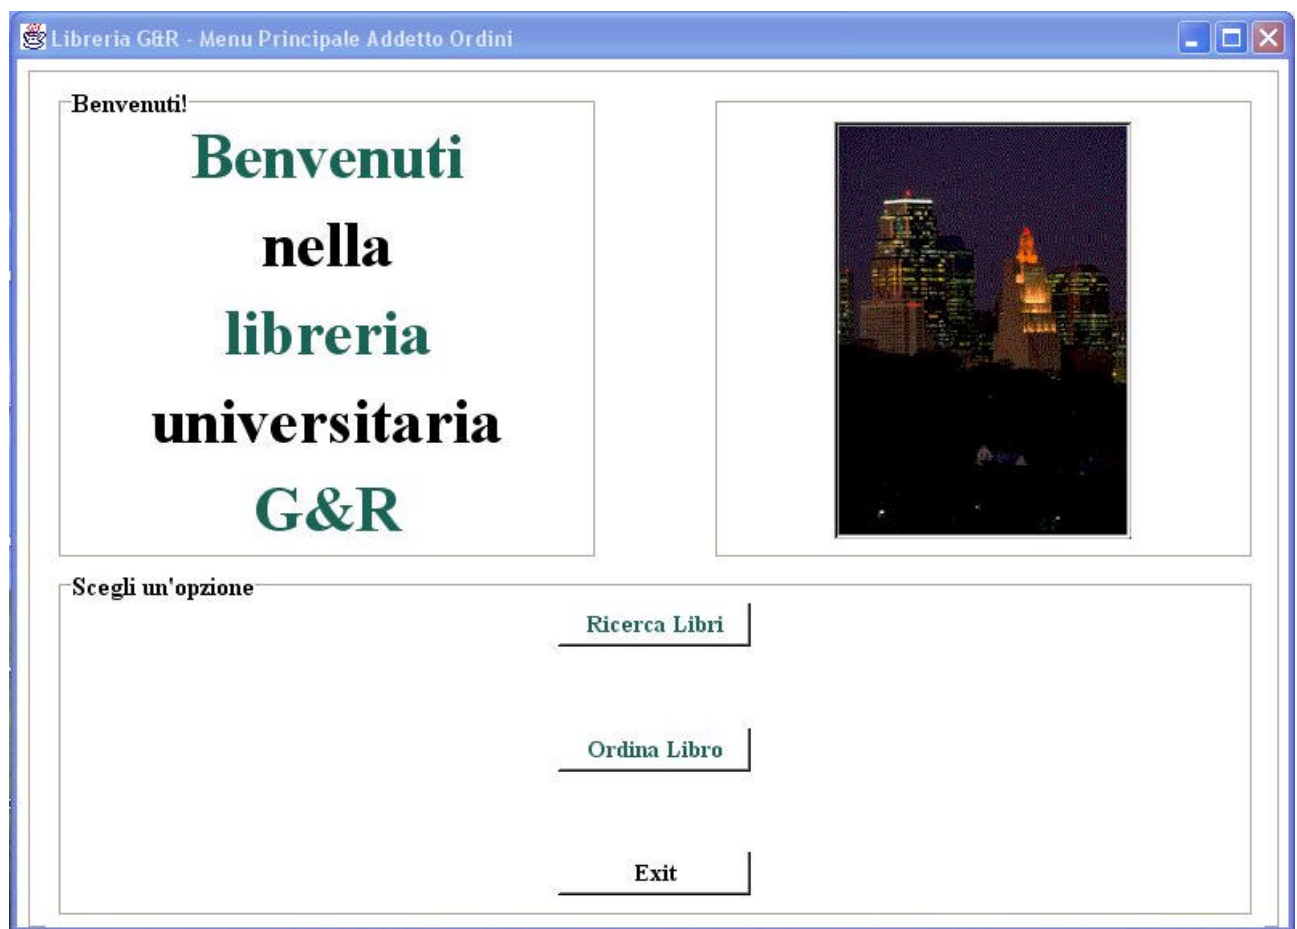 Libreria G&R - Menu Principale Addetto Ordini
Benvenuti!
Benvenuti
nella
libreria
universitaria
G&R
Scegli un'opzione
Ricerca Libri
Ordina Libro
Exit